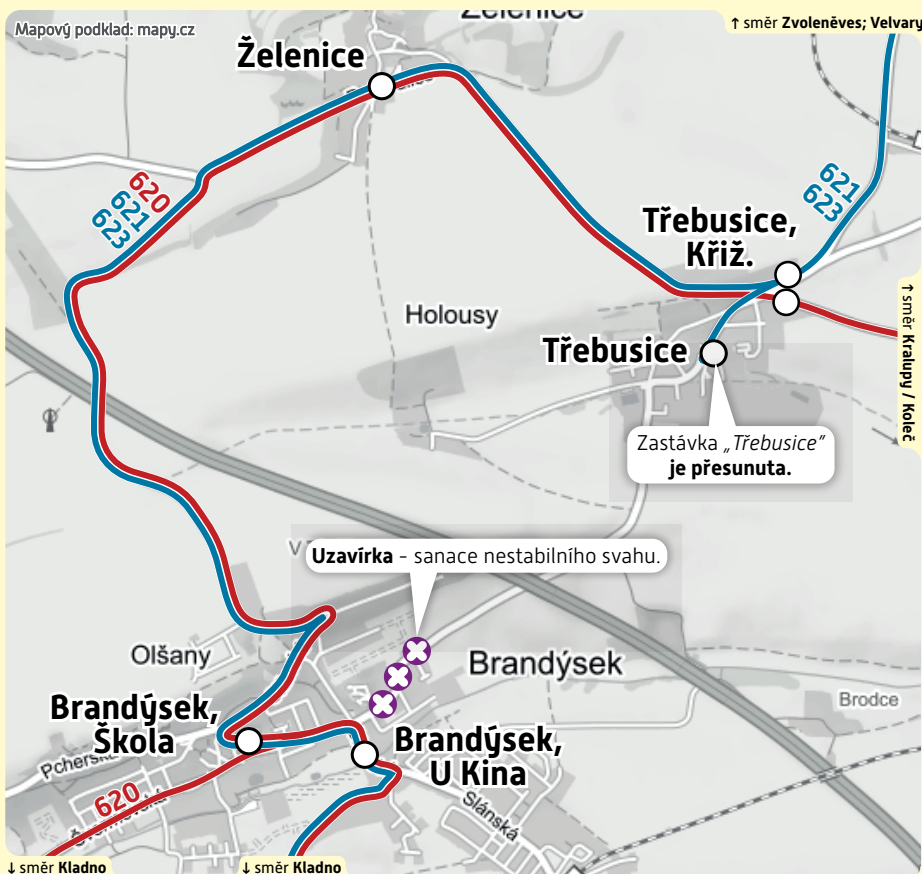 Mapový podklad: mapy.cz
Zelenice
↑ směr Zvoleněves; Velvary
Želenice
620
621
623
621
623
Třebusice,
Křiž.
Holousy
↑ směr Kralupy / Koleč
Třebusice
Zastávka „Třebusice“
je přesunuta.
Uzavírka - sanace nestabilního svahu.
Olšany
Brandýsek
Brodce
Brandýsek,
Škola
Brandýsek,
U Kina
Slánská
620
↓ směr Kladno
↓ směr Kladno